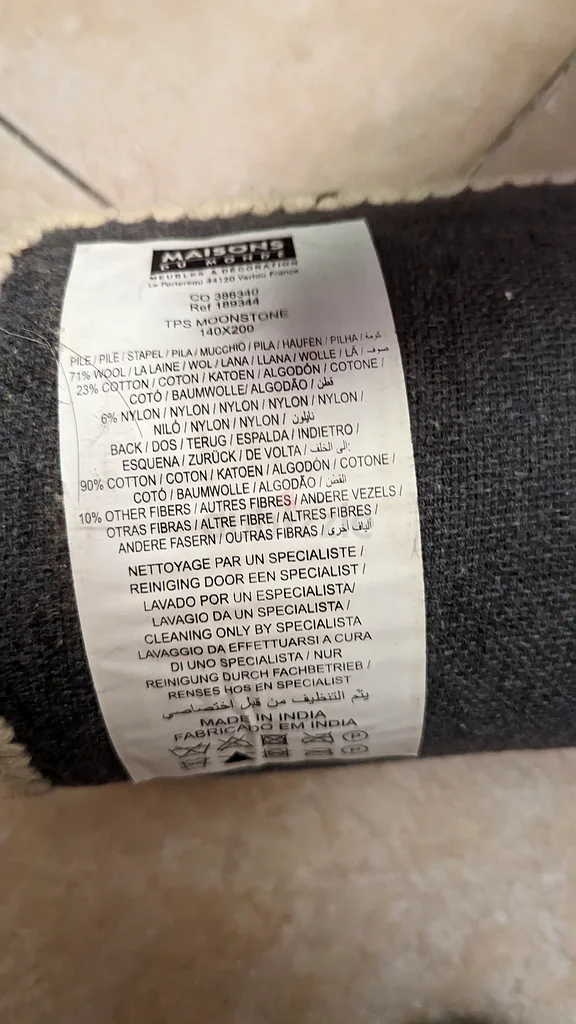 MAISONS
DU MONDE
MEUBLES & DÉCORATION
Le Portereau 44120 Vertou France
CO 386340
Ref 189344
TPS MOONSTONE
140X200
PILE / PILE / STAPEL / PILA / MUCCHIO / PILA / HAUFEN / PILHA / كومة
71% WOOL / LA LAINE / WOL / LANA / LLANA / WOLLE / LÃ / صوف
23% COTTON / COTON / KATOEN / ALGODÓN / COTONE /
COTÓ / BAUMWOLLE/ ALGODÃO / قطن
6% NYLON / NYLON / NYLON / NYLON / NYLON /
NILÓ / NYLON / NYLON / نايلون
BACK / DOS / TERUG / ESPALDA / INDIETRO /
ESQUENA / ZURÜCK / DE VOLTA / إلى الخلف:
90% COTTON / COTON / KATOEN / ALGODÓN / COTONE /
COTÓ / BAUMWOLLE / ALGODÃO / القطن
10% OTHER FIBERS / AUTRES FIBRES / ANDERE VEZELS /
OTRAS FIBRAS / ALTRE FIBRE / ALTRES FIBRES /
ANDERE FASERN / OUTRAS FIBRAS / ألياف أخرى
NETTOYAGE PAR UN SPECIALISTE /
REINIGING DOOR EEN SPECIALIST /
LAVADO POR UN ESPECIALISTA/
LAVAGIO DA UN SPECIALISTA /
CLEANING ONLY BY SPECIALISTA
LAVAGGIO DA EFFETTUARSI A CURA
DI UNO SPECIALISTA / NUR
REINIGUNG DURCH FACHBETRIEB /
RENSES HOS EN SPECIALIST
يتم التنظيف من قبل اختصاصي
MADE IN INDIA
FABRICADO EM INDIA
P
P